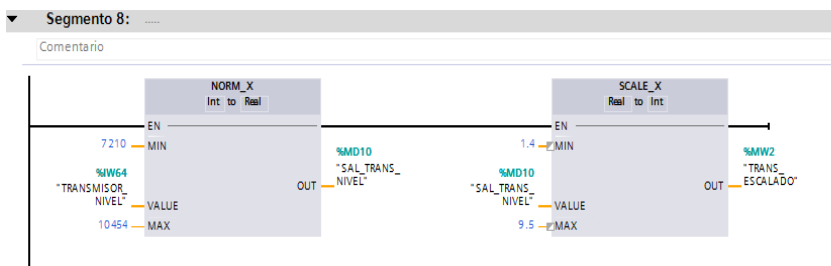 Segmento 8: .....
Comentario
NORM_X
Int to Real
EN
7210 MIN
%IW64
"TRANSMISOR_
NIVEL" VALUE
10454 MAX
%MD10
"SAL_TRANS_
OUT NIVEL"
SCALE_X
Real to Int
EN
1.4 MIN
%MD10
"SAL_TRANS_
NIVEL" VALUE
9.5 MAX
%MW2
"TRANS_
OUT ESCALADO"